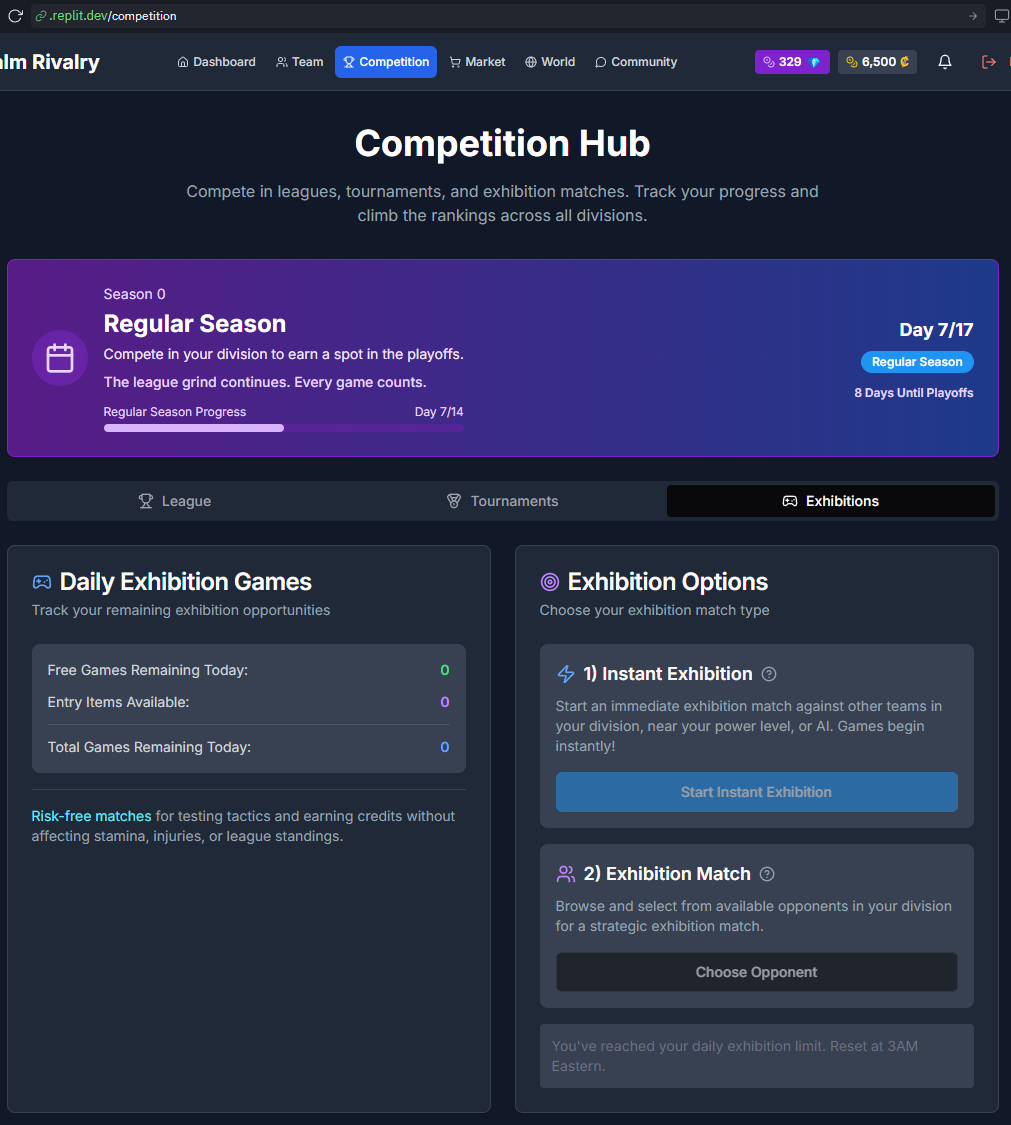 .replit.dev/competition
alm Rivalry
Dashboard
Team
Competition
Market
World
Community
329
6,500 ₢
Competition Hub
Compete in leagues, tournaments, and exhibition matches. Track your progress and
climb the rankings across all divisions.
Season 0
Regular Season
Compete in your division to earn a spot in the playoffs.
The league grind continues. Every game counts.
Regular Season Progress
Day 7/14
Day 7/17
Regular Season
8 Days Until Playoffs
League
Tournaments
Exhibitions
Daily Exhibition Games
Track your remaining exhibition opportunities
Free Games Remaining Today: 0
Entry Items Available: 0
Total Games Remaining Today: 0
Risk-free matches for testing tactics and earning credits without
affecting stamina, injuries, or league standings.
Exhibition Options
Choose your exhibition match type
1) Instant Exhibition
Start an immediate exhibition match against other teams in
your division, near your power level, or AI. Games begin
instantly!
Start Instant Exhibition
2) Exhibition Match
Browse and select from available opponents in your division
for a strategic exhibition match.
Choose Opponent
You've reached your daily exhibition limit. Reset at 3AM
Eastern.